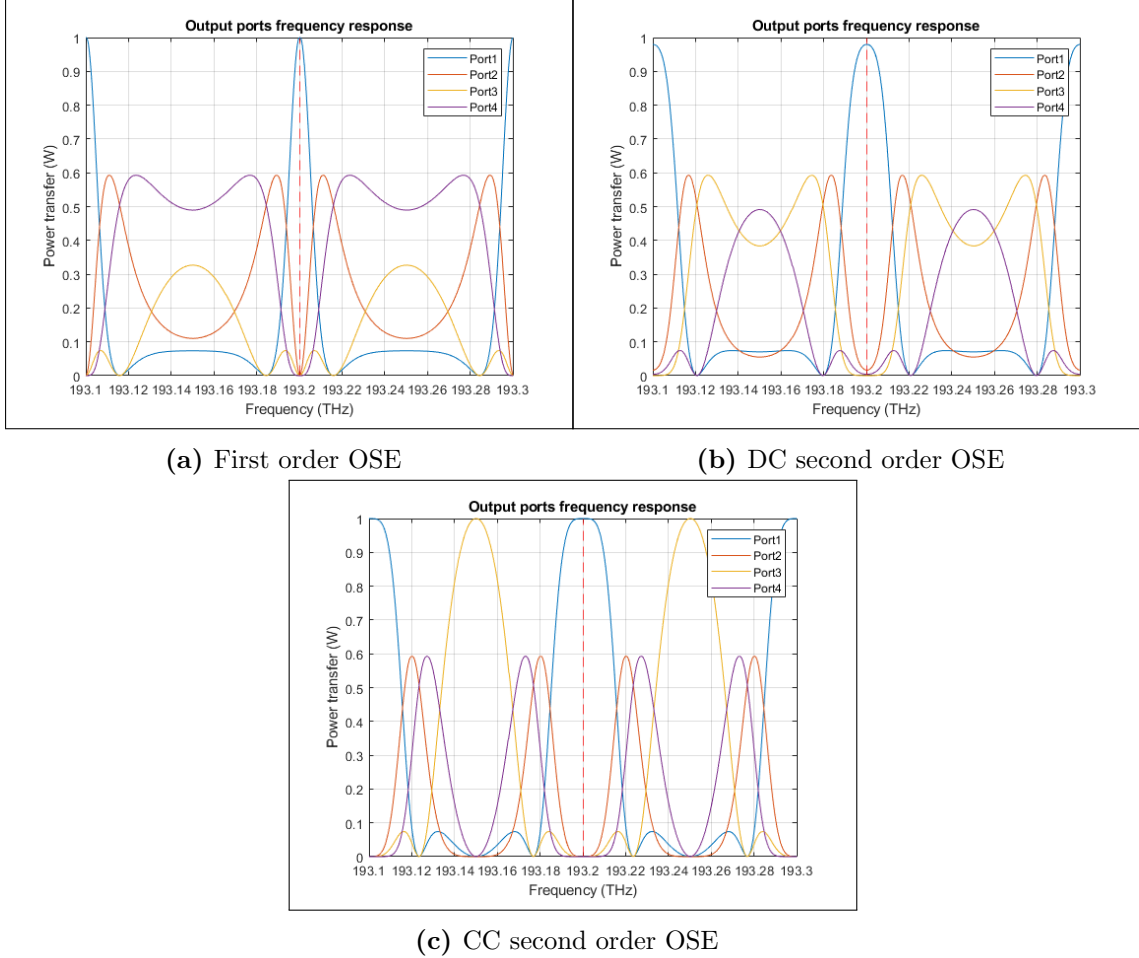 Output ports frequency response
Port1
Port2
Port3
Port4
Power transfer (W)
1
0.9
0.8
0.7
0.6
0.5
0.4
0.3
0.2
0.1
0
193.1 193.12 193.14 193.16 193.18 193.2 193.22 193.24 193.26 193.28 193.3
Frequency (THz)
(a) First order OSE
Output ports frequency response
Port1
Port2
Port3
Port4
Power transfer (W)
1
0.9
0.8
0.7
0.6
0.5
0.4
0.3
0.2
0.1
0
193.1 193.12 193.14 193.16 193.18 193.2 193.22 193.24 193.26 193.28 193.3
Frequency (THz)
(b) DC second order OSE
Output ports frequency response
Port1
Port2
Port3
Port4
Power transfer (W)
1
0.9
0.8
0.7
0.6
0.5
0.4
0.3
0.2
0.1
0
193.1 193.12 193.14 193.16 193.18 193.2 193.22 193.24 193.26 193.28 193.3
Frequency (THz)
(c) CC second order OSE